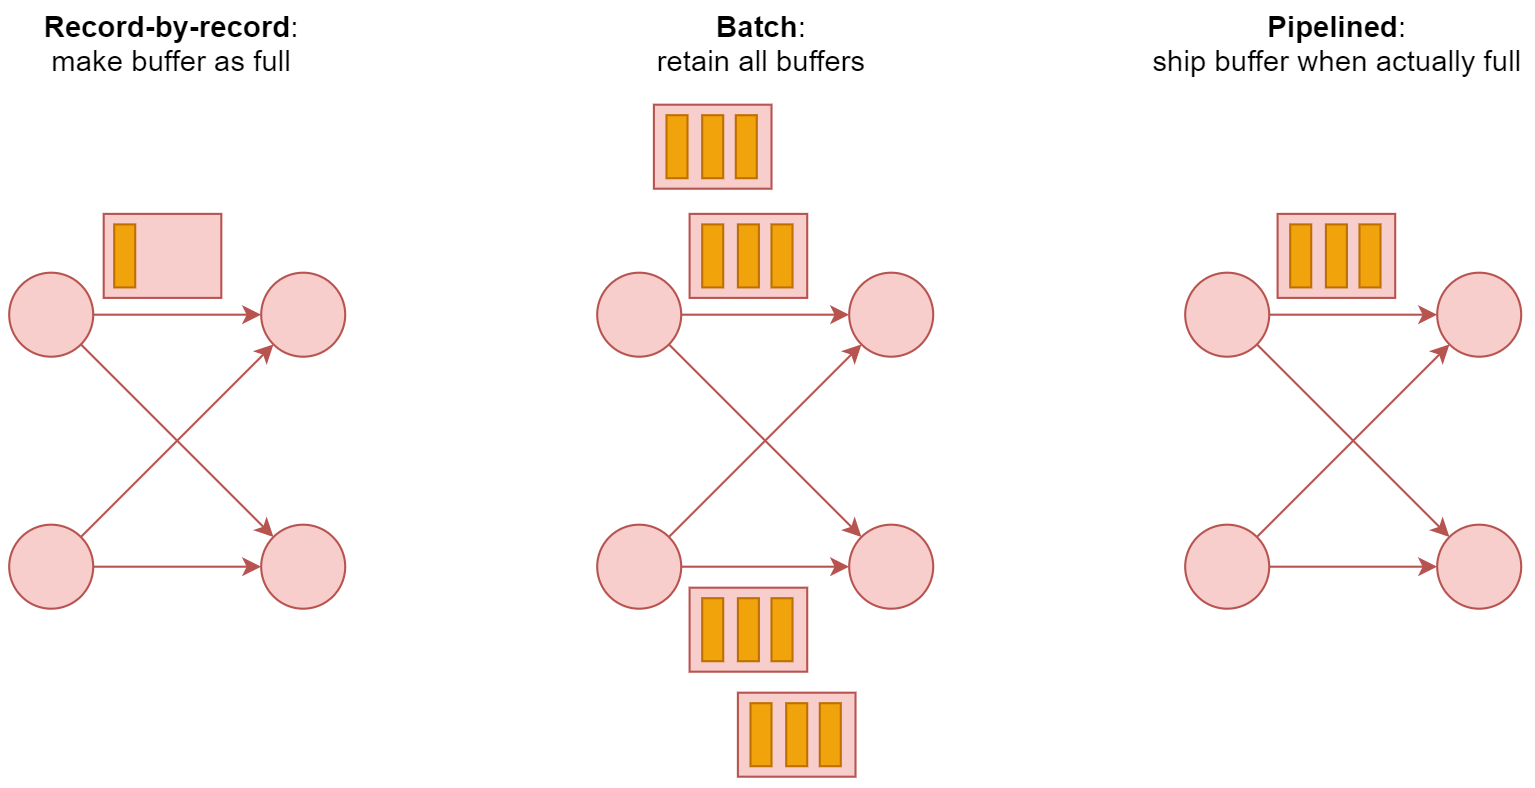 Record-by-record:
make buffer as full
Batch:
retain all buffers
Pipelined:
ship buffer when actually full